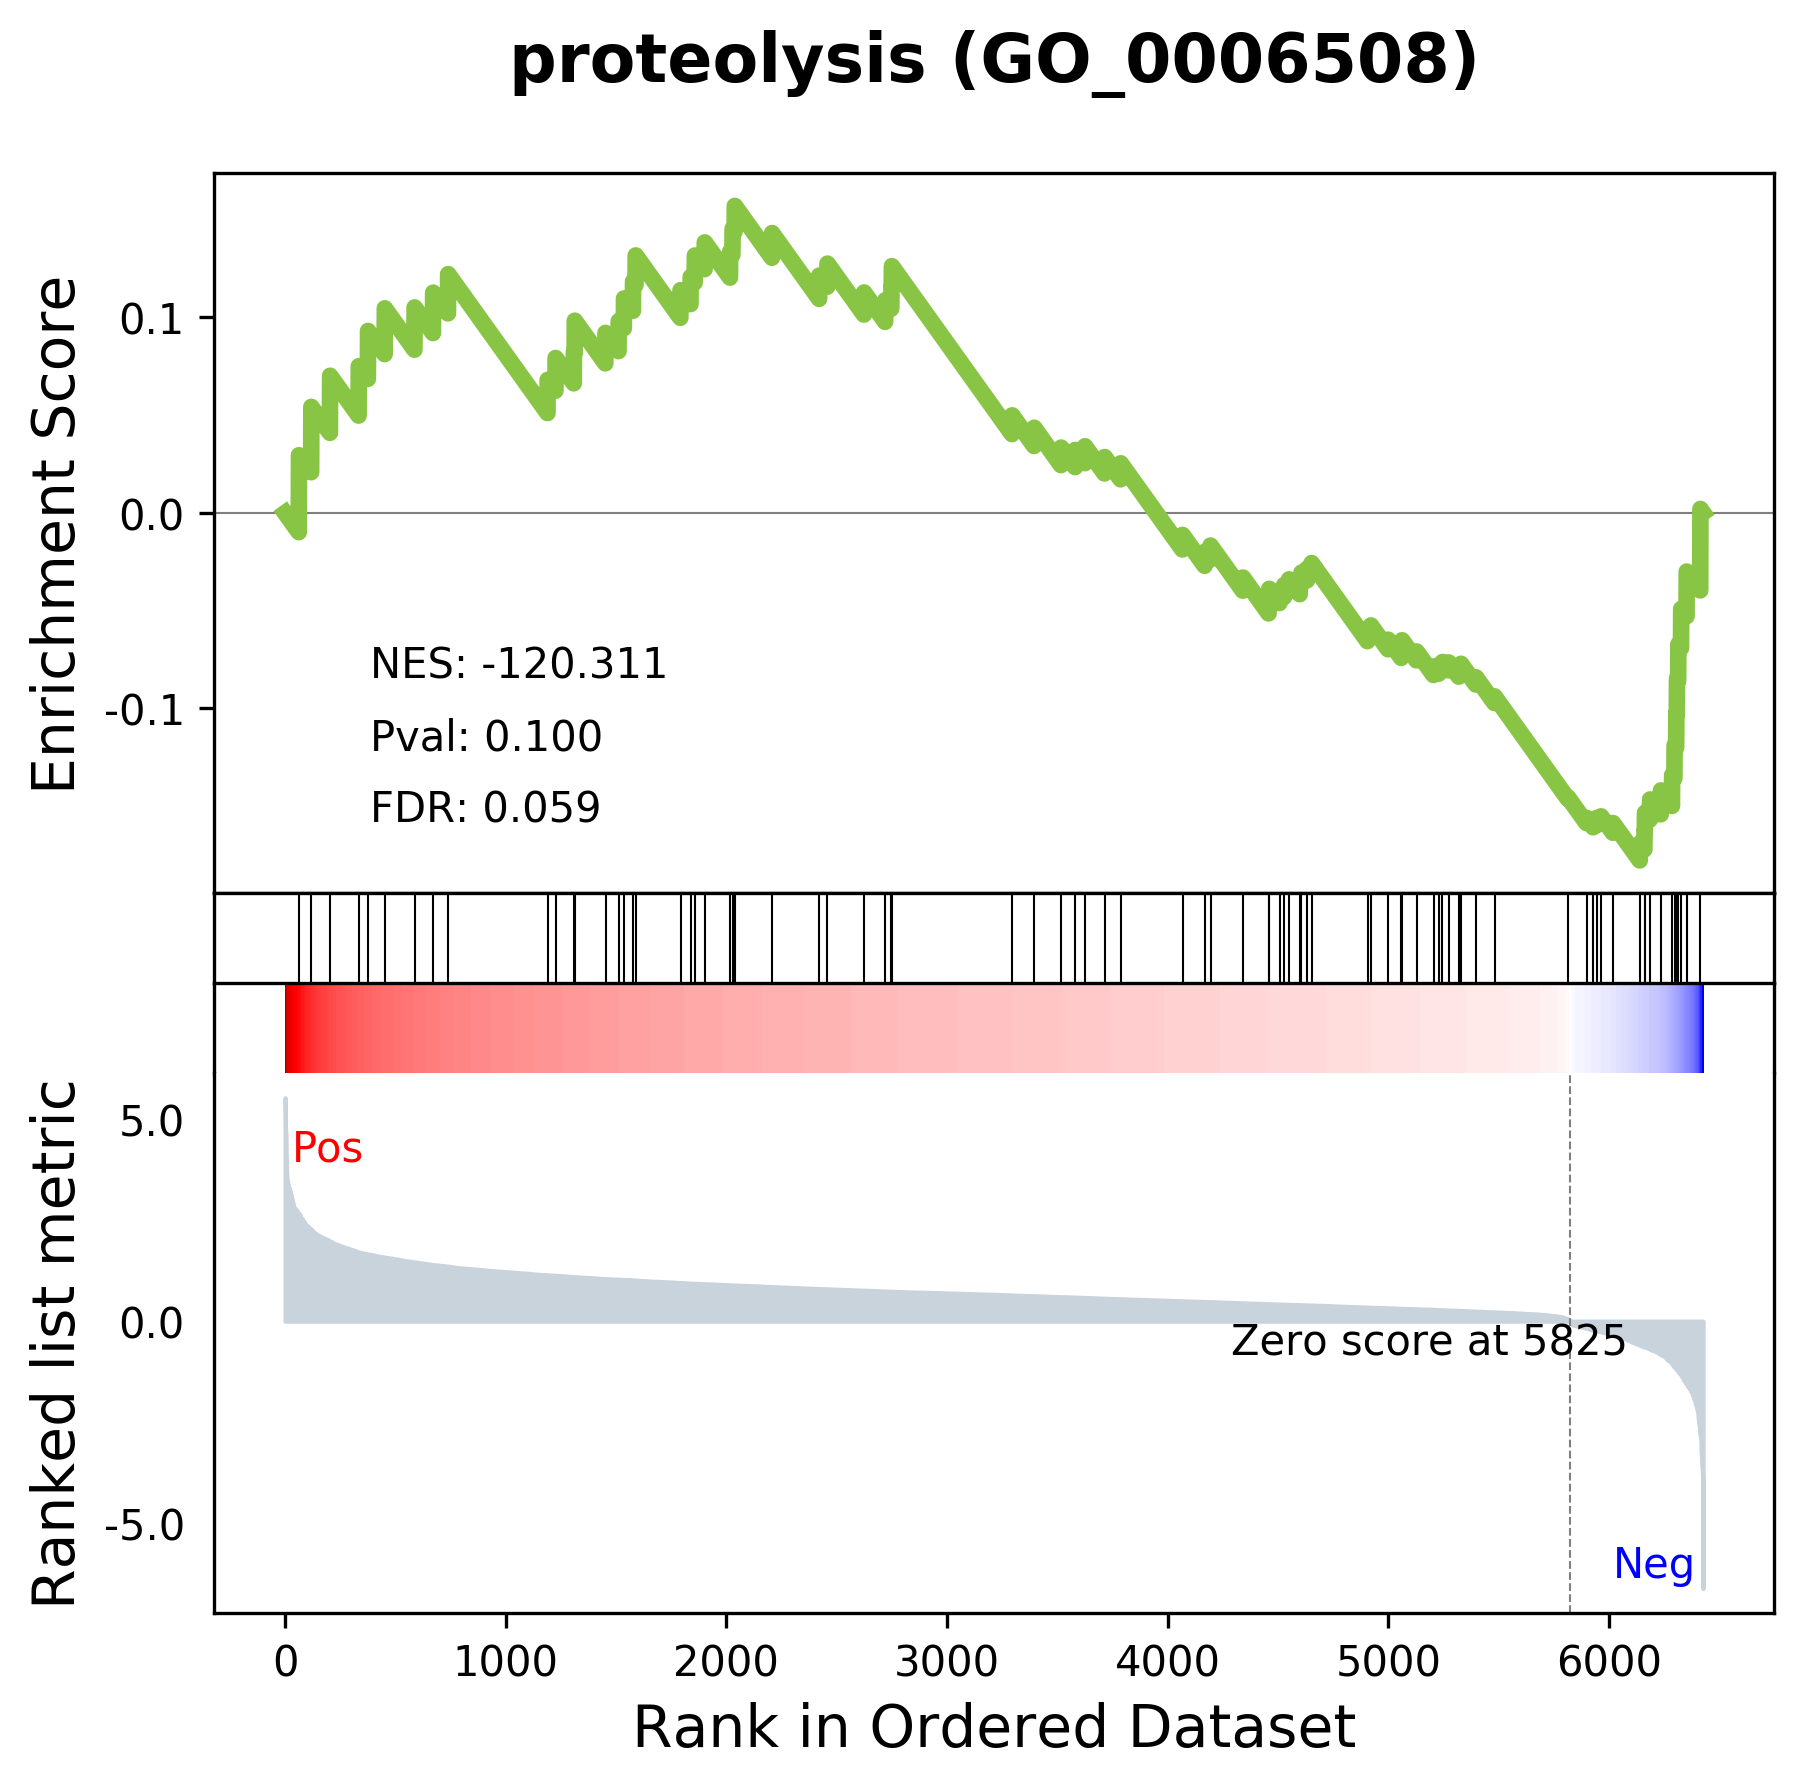 proteolysis (GO_0006508)
Enrichment Score
0.1
0.0
-0.1
NES: -120.311
Pval: 0.100
FDR: 0.059
Ranked list metric
5.0
0.0
-5.0
Pos
Zero score at 5825
Neg
0 1000 2000 3000 4000 5000 6000
Rank in Ordered Dataset